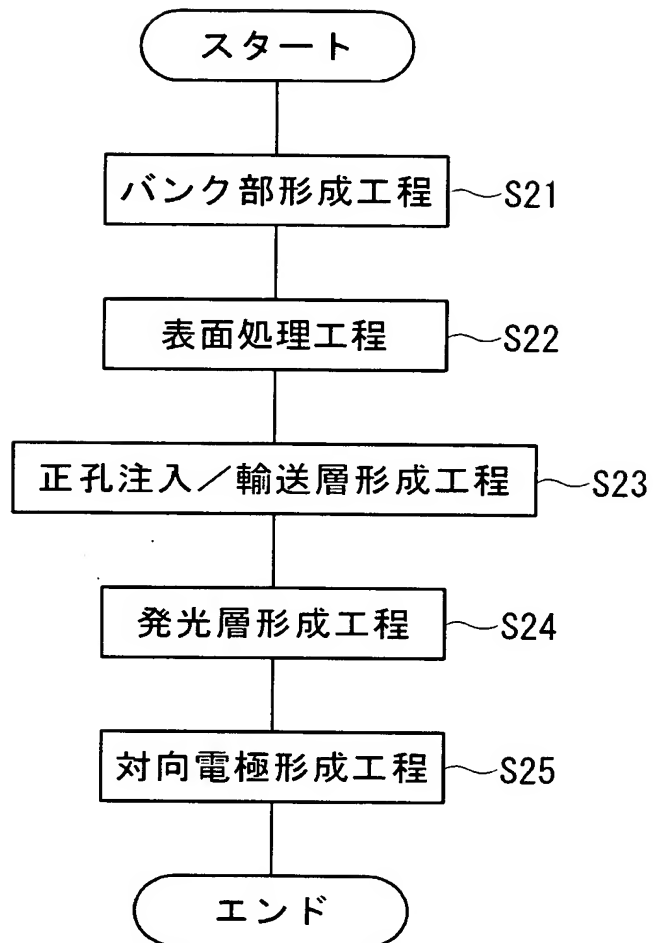 スタート
バンク部形成工程 S21
表面処理工程 S22
正孔注入／輸送層形成工程 S23
発光層形成工程 S24
対向電極形成工程 S25
エンド